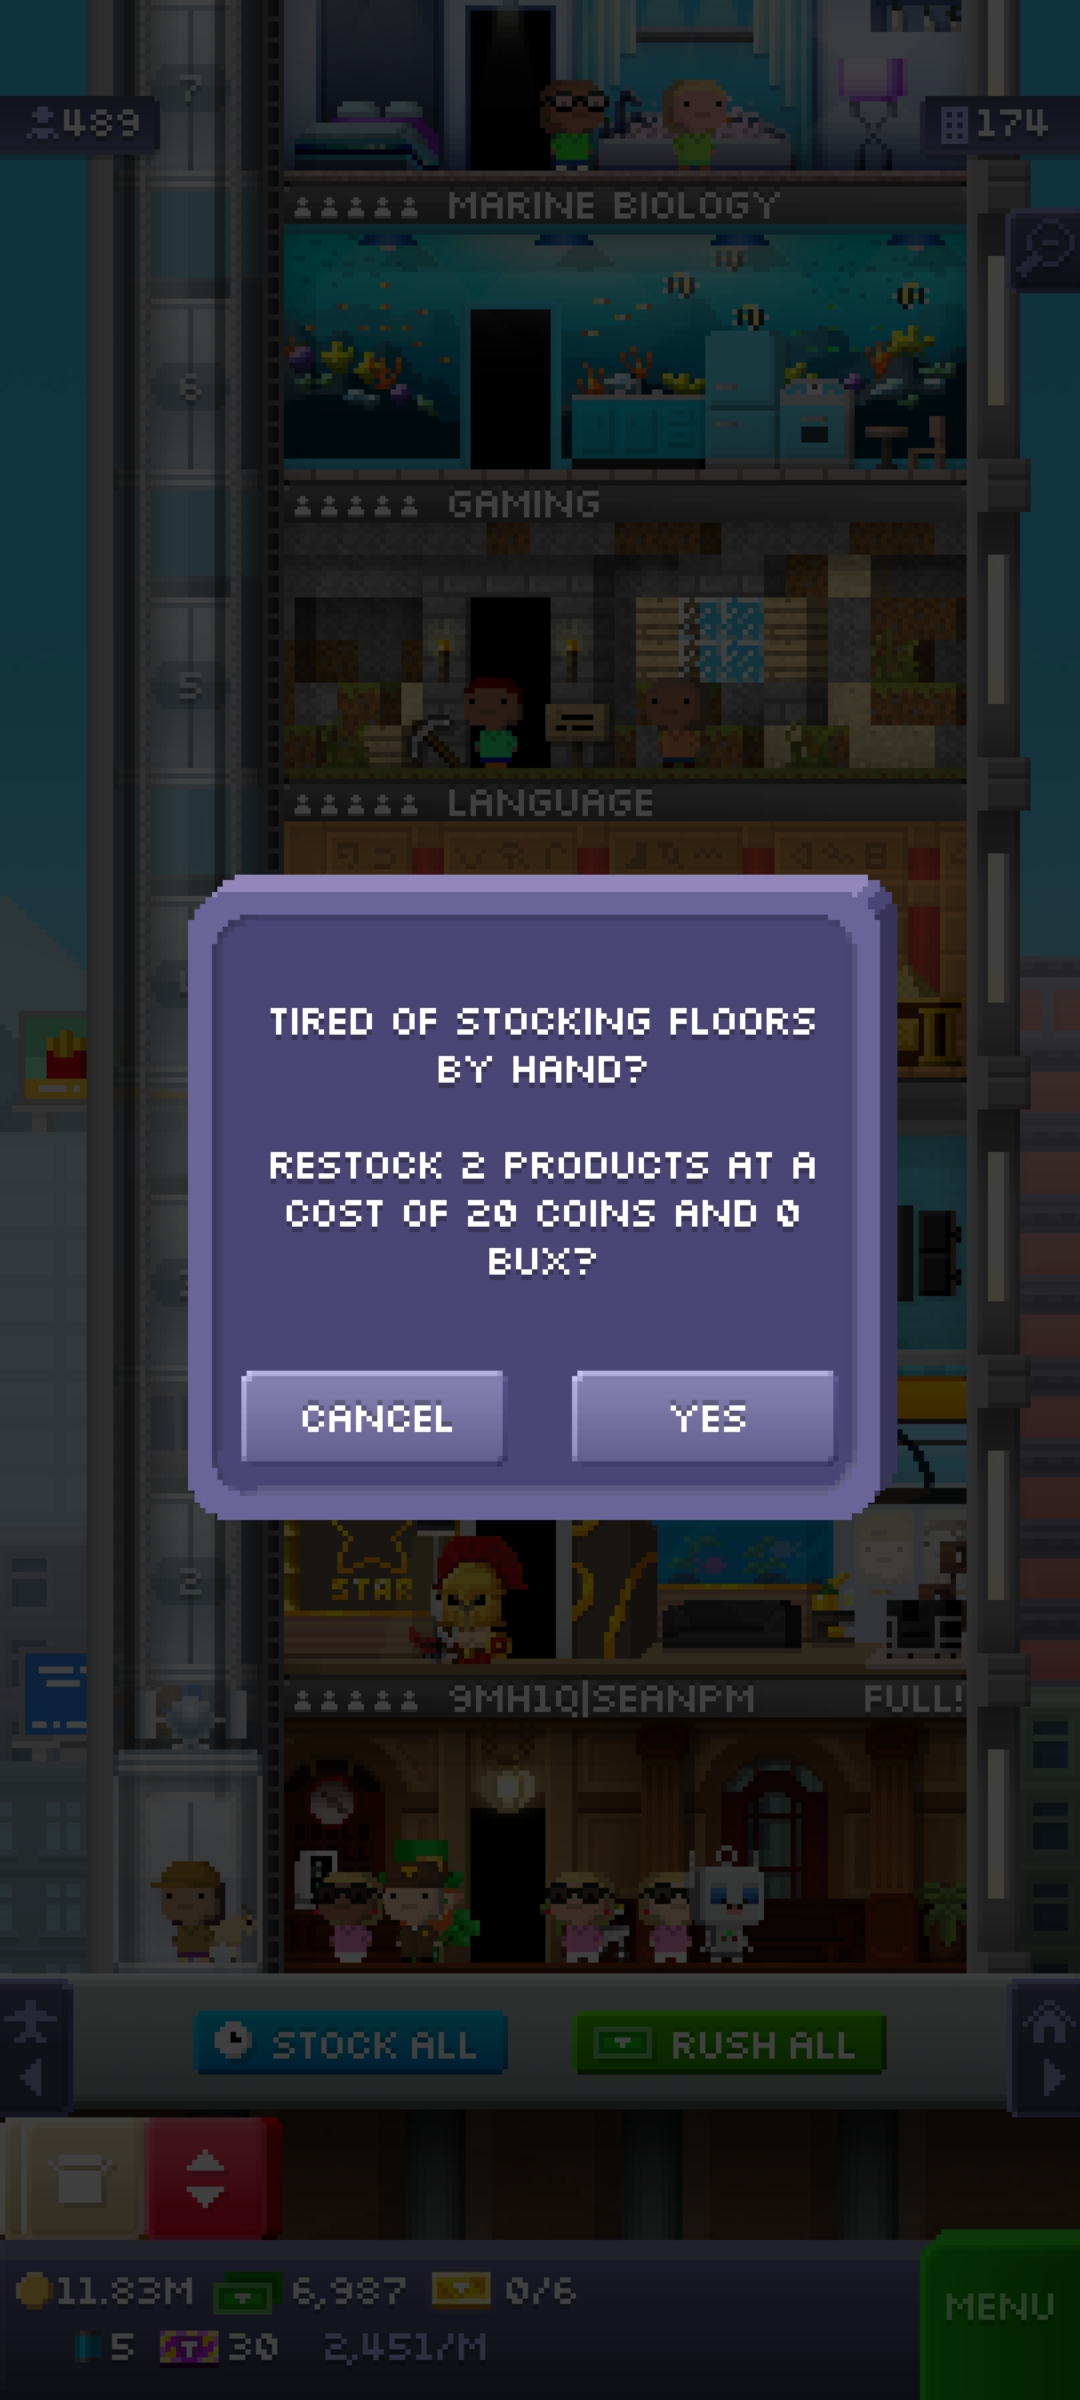 7
489
174
MARINE BIOLOGY
6
GAMING
5
LANGUAGE
TIRED OF STOCKING FLOORS
BY HAND?
RESTOCK 2 PRODUCTS AT A
COST OF 20 COINS AND 0
BUX?
CANCEL
YES
2
STAR
9MH1Q|SEANPM
FULL!
STOCK ALL
RUSH ALL
11.83M
6,987
0/6
5
30
2,451/M
MENU